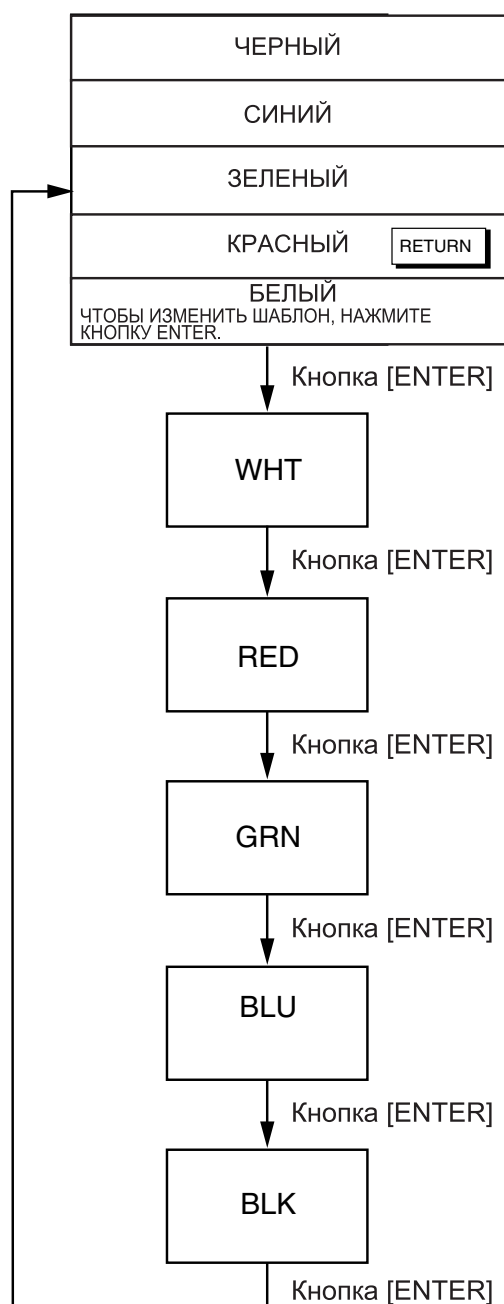 ЧЕРНЫЙ
СИНИЙ
ЗЕЛЕНЫЙ
КРАСНЫЙ RETURN
БЕЛЫЙ
ЧТОБЫ ИЗМЕНИТЬ ШАБЛОН, НАЖМИТЕ
КНОПКУ ENTER.
Кнопка [ENTER]
WHT
Кнопка [ENTER]
RED
Кнопка [ENTER]
GRN
Кнопка [ENTER]
BLU
Кнопка [ENTER]
BLK
Кнопка [ENTER]